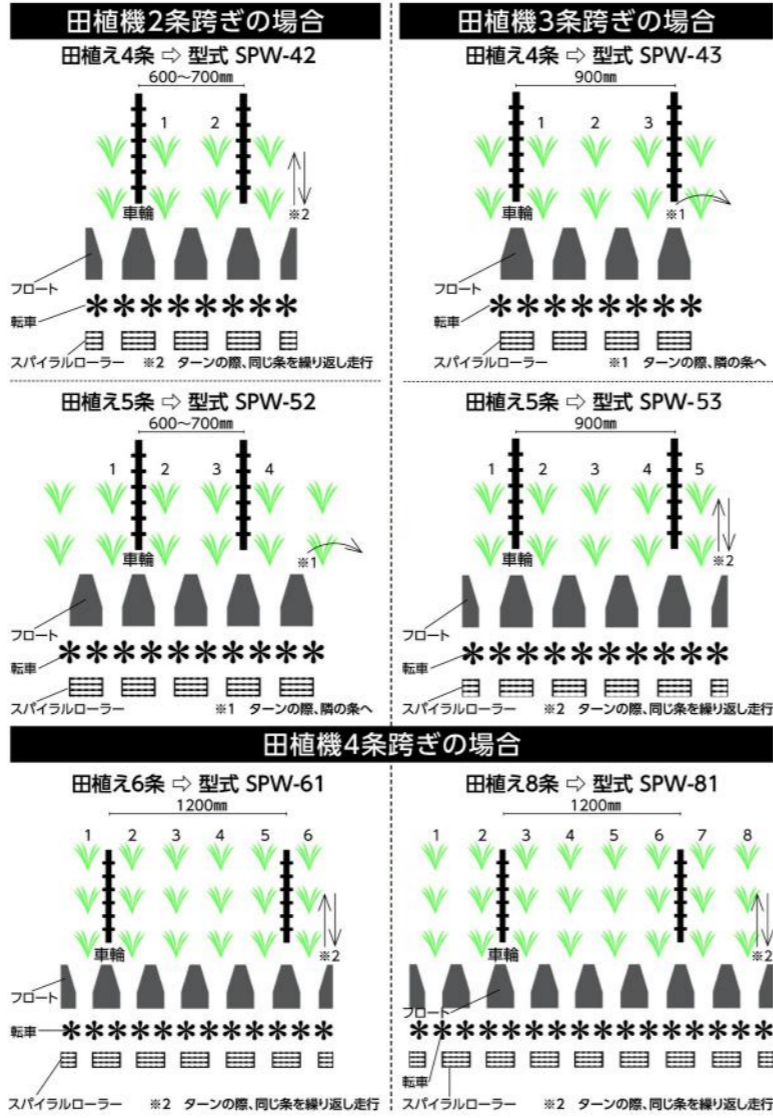 田植機2条跨ぎの場合
田植え4条 ⇨ 型式 SPW-42
600〜700㎜
1 2
車輪
※2
フロート
転車
スパイラルローラー ※2 ターンの際、同じ条を繰り返し走行
田植え5条 ⇨ 型式 SPW-52
600〜700㎜
1 2 3 4
車輪
※1
フロート
転車
スパイラルローラー ※1 ターンの際、隣の条へ
田植機3条跨ぎの場合
田植え4条 ⇨ 型式 SPW-43
900㎜
1 2 3
車輪
※1
フロート
転車
スパイラルローラー ※1 ターンの際、隣の条へ
田植え5条 ⇨ 型式 SPW-53
900㎜
1 2 3 4 5
車輪
※2
フロート
転車
スパイラルローラー ※2 ターンの際、同じ条を繰り返し走行
田植機4条跨ぎの場合
田植え6条 ⇨ 型式 SPW-61
1200㎜
1 2 3 4 5 6
車輪
※2
フロート
転車
スパイラルローラー ※2 ターンの際、同じ条を繰り返し走行
田植え8条 ⇨ 型式 SPW-81
1200㎜
1 2 3 4 5 6 7 8
車輪
※2
フロート
転車
スパイラルローラー ※2 ターンの際、同じ条を繰り返し走行